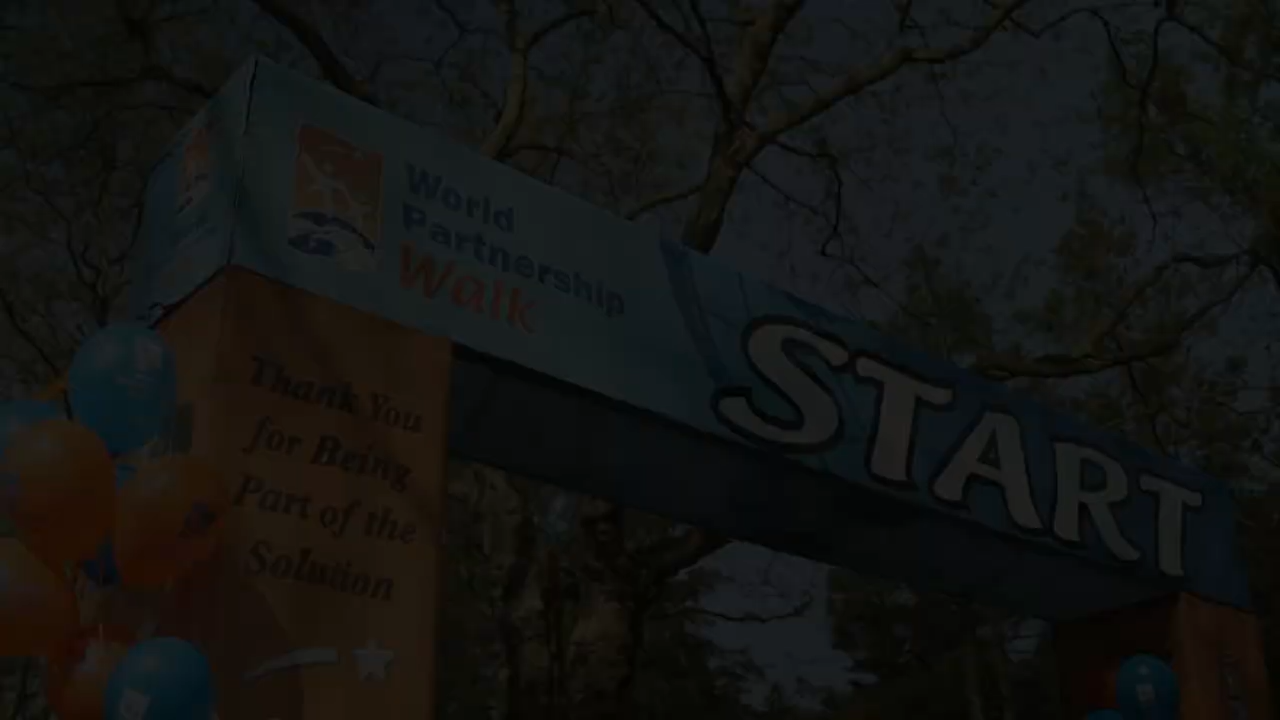 World
Partnership
Walk
START
Thank You
for Being
Part of the
Solution